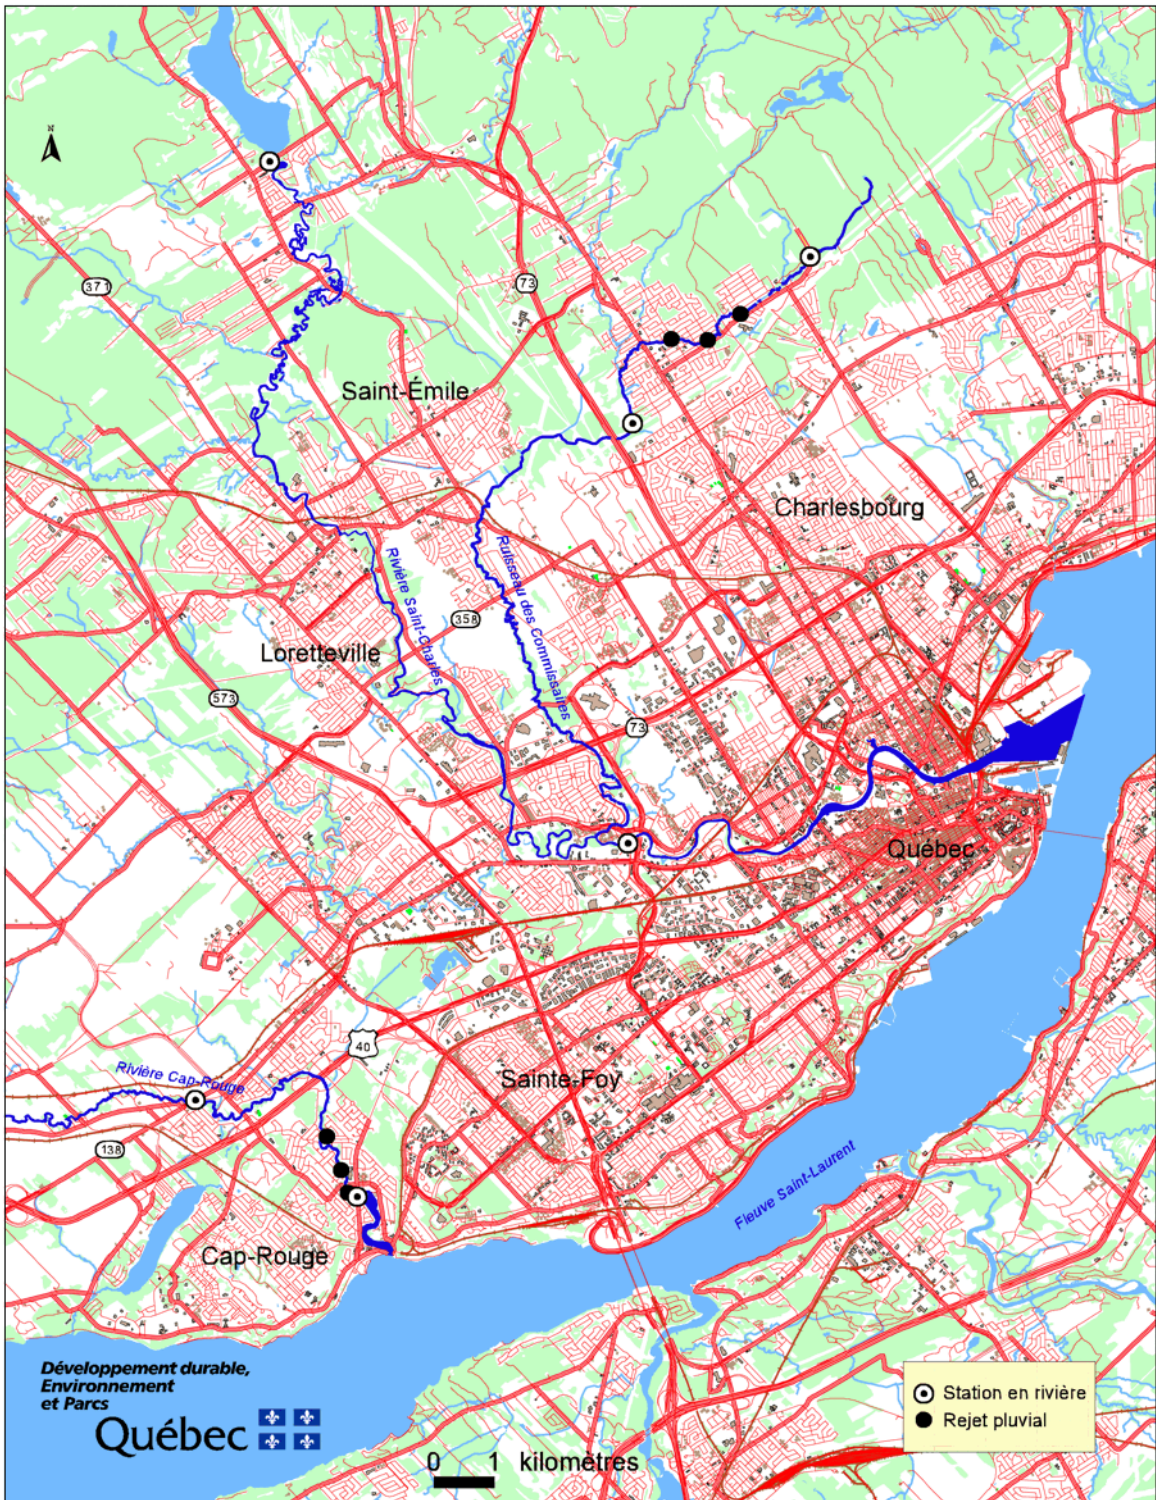 N
371
73
Saint-Émile
Charlesbourg
Rivière Saint-Charles
Ruisseau des Commissaires
358
Loretteville
573
73
Québec
40
Rivière Cap-Rouge
Sainte-Foy
138
Fleuve Saint-Laurent
Cap-Rouge
Développement durable,
Environnement
et Parcs
Québec
Station en rivière
Rejet pluvial
0 1 kilomètres